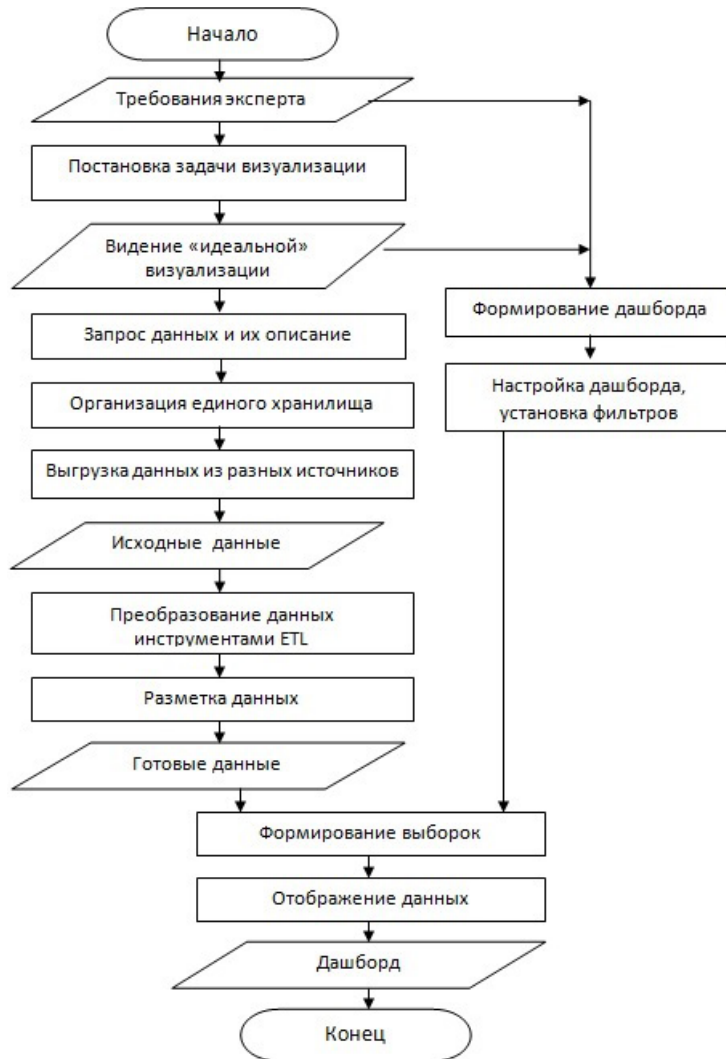 Начало
Требования эксперта
Постановка задачи визуализации
Видение «идеальной»
визуализации
Формирование дашборда
Запрос данных и их описание
Настройка дашборда,
установка фильтров
Организация единого хранилища
Выгрузка данных из разных источников
Исходные данные
Преобразование данных
инструментами ETL
Разметка данных
Готовые данные
Формирование выборок
Отображение данных
Дашборд
Конец